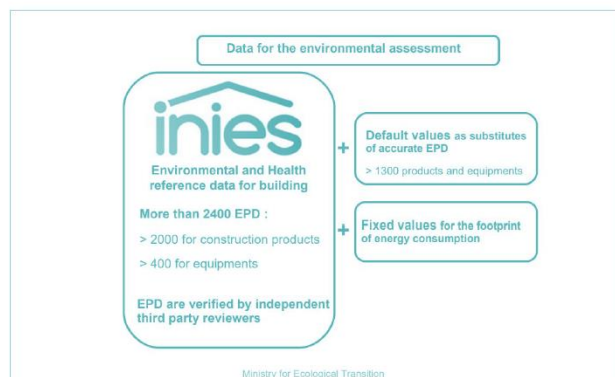 Data for the environmental assessment
inies
Environmental and Health
reference data for building
More than 2400 EPD :
> 2000 for construction products
> 400 for equipments
EPD are verified by independent
third party reviewers
+
Default values as substitutes
of accurate EPD
> 1300 products and equipments
+
Fixed values for the footprint
of energy consumption
Ministry for Ecological Transition